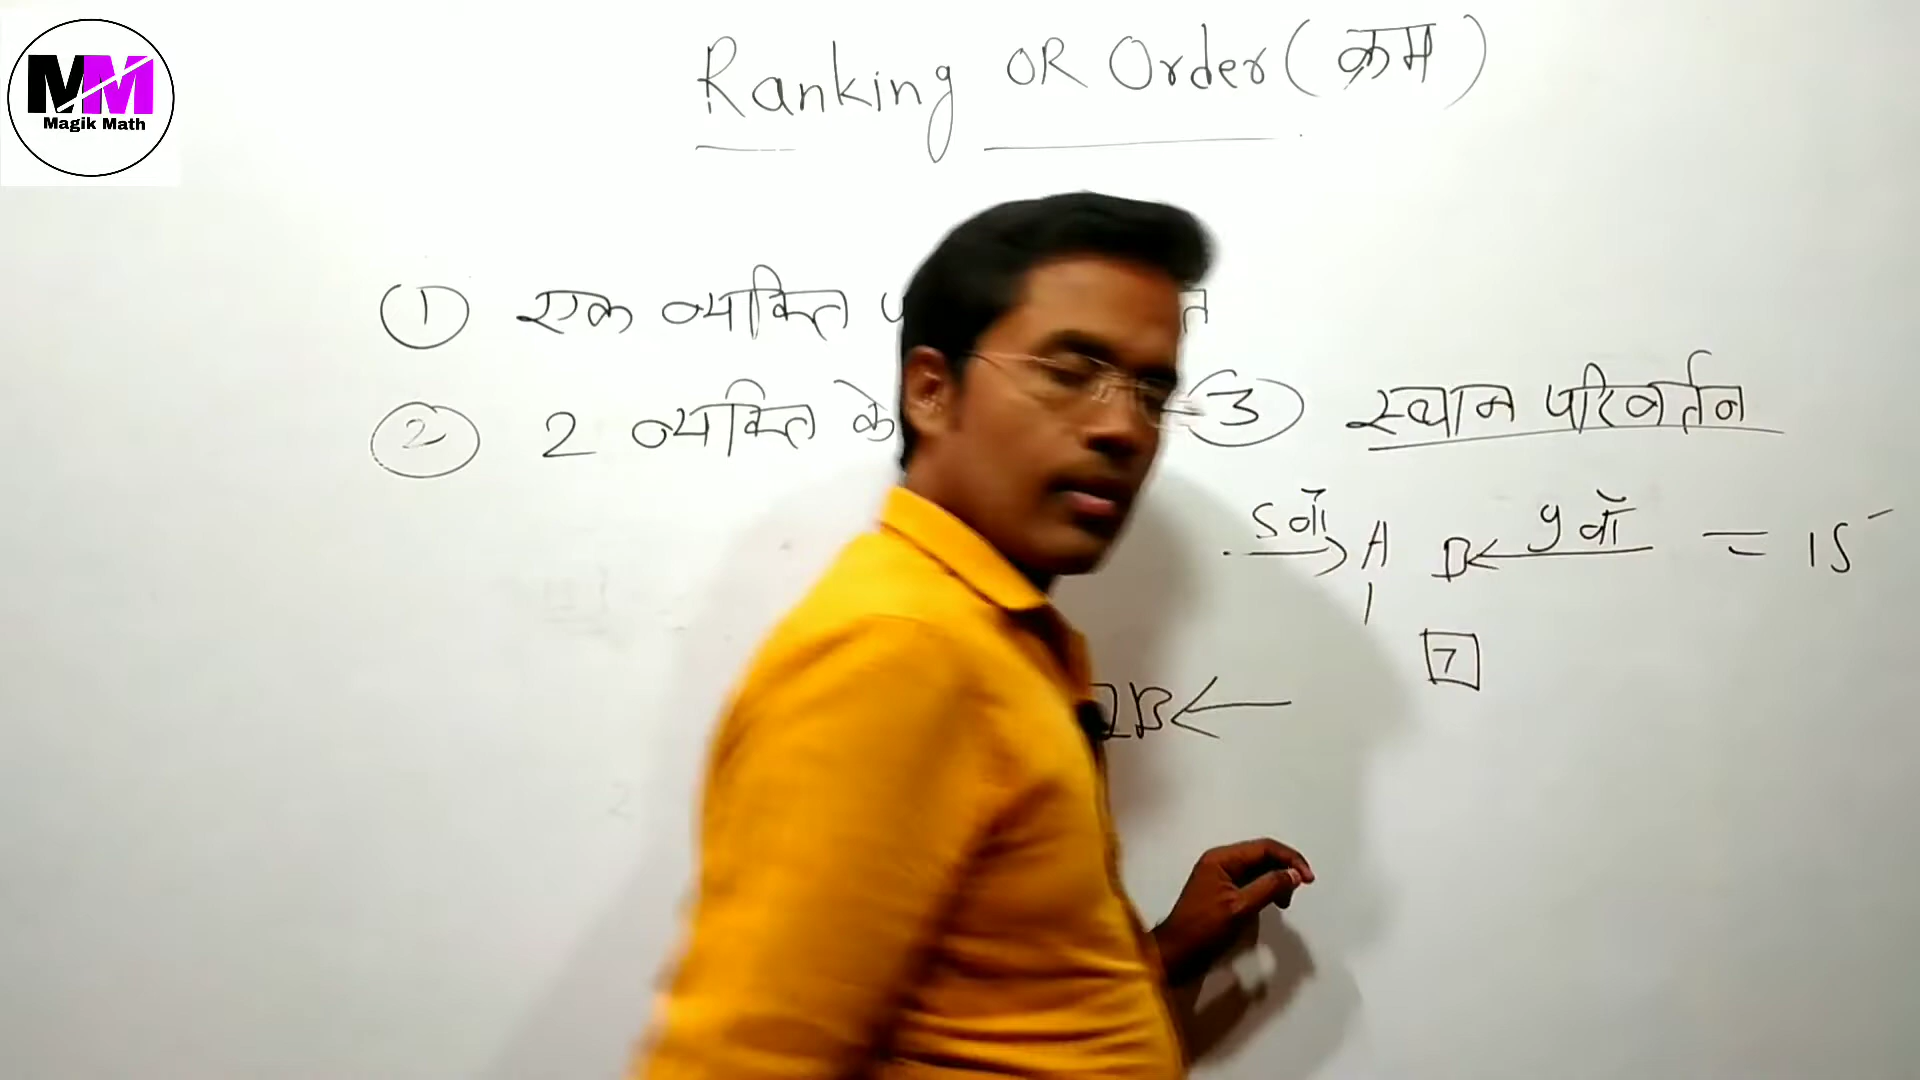 MM
Magik Math
Ranking OR Order (क्रम)
① एक व्यक्ति
② 2 व्यक्ति के
③ स्थान परिवर्तन
5वाँ A B 9वाँ = 15
7
B